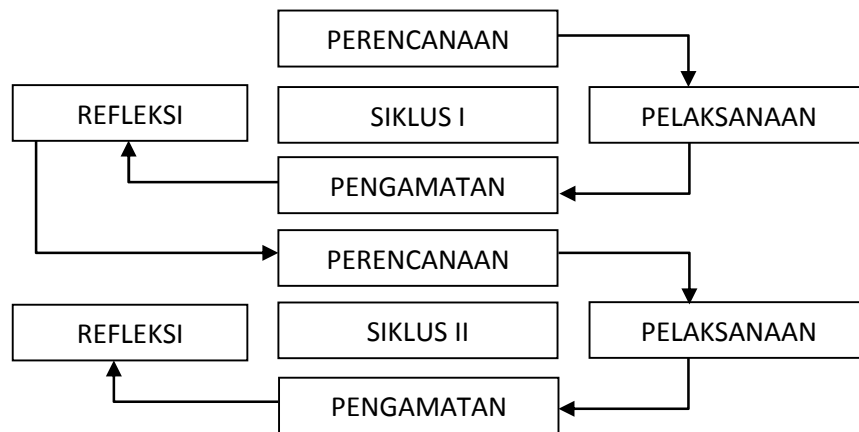 PERENCANAAN
REFLEKSI
SIKLUS I
PELAKSANAAN
PENGAMATAN
PERENCANAAN
REFLEKSI
SIKLUS II
PELAKSANAAN
PENGAMATAN